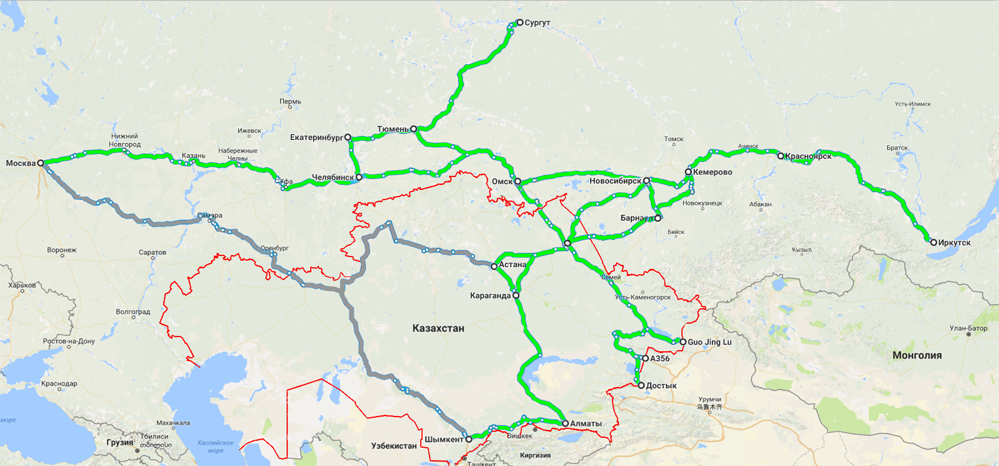 Сургут
Пермь
Усть-Илимск
Тюмень
Ижевск
Екатеринбург
Нижний
Новгород
Томск
Ачинск
Братск
Набережные
Челны
Казань
Москва
Красноярск
Кемерово
Челябинск
Уфа
Омск
Новосибирск
Новокузнецк
Абакан
Самара
Барнаул
Бийск
Иркутск
Воронеж
Саратов
Оренбург
Кызыл
Астана
Семей
Харьков
Караганда
Усть-Каменогорск
Волгоград
Казахстан
Улан-Батор
Ростов-на-Дону
Guo Jing Lu
A356
Монголия
Краснодар
Достык
Урумчи
乌鲁木齐
море
Махачкала
Алматы
Тбилиси
თბილისი
Грузия
Каспийское
море
Шымкент
Бишкек
Узбекистан
Киргизия
Ташкент